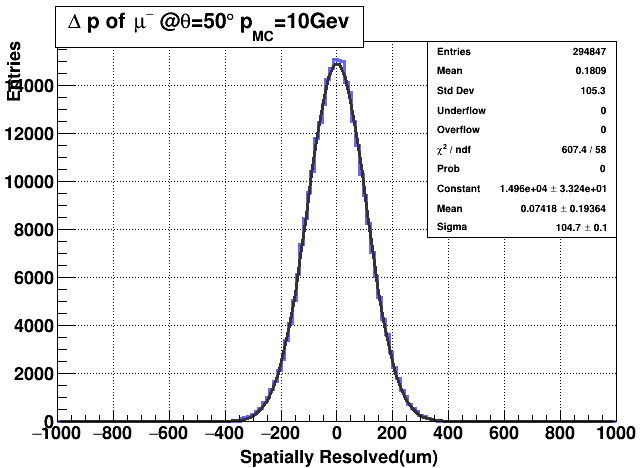 Δ p of μ⁻ @θ=50° p_MC=10Gev
Entries
14000
12000
10000
8000
6000
4000
2000
0
−1000 −800 −600 −400 −200 0 200 400 600 800 1000
Spatially Resolved(um)
Entries 294847
Mean 0.1809
Std Dev 105.3
Underflow 0
Overflow 0
χ² / ndf 607.4 / 58
Prob 0
Constant 1.496e+04 ± 3.324e+01
Mean 0.07418 ± 0.19364
Sigma 104.7 ± 0.1